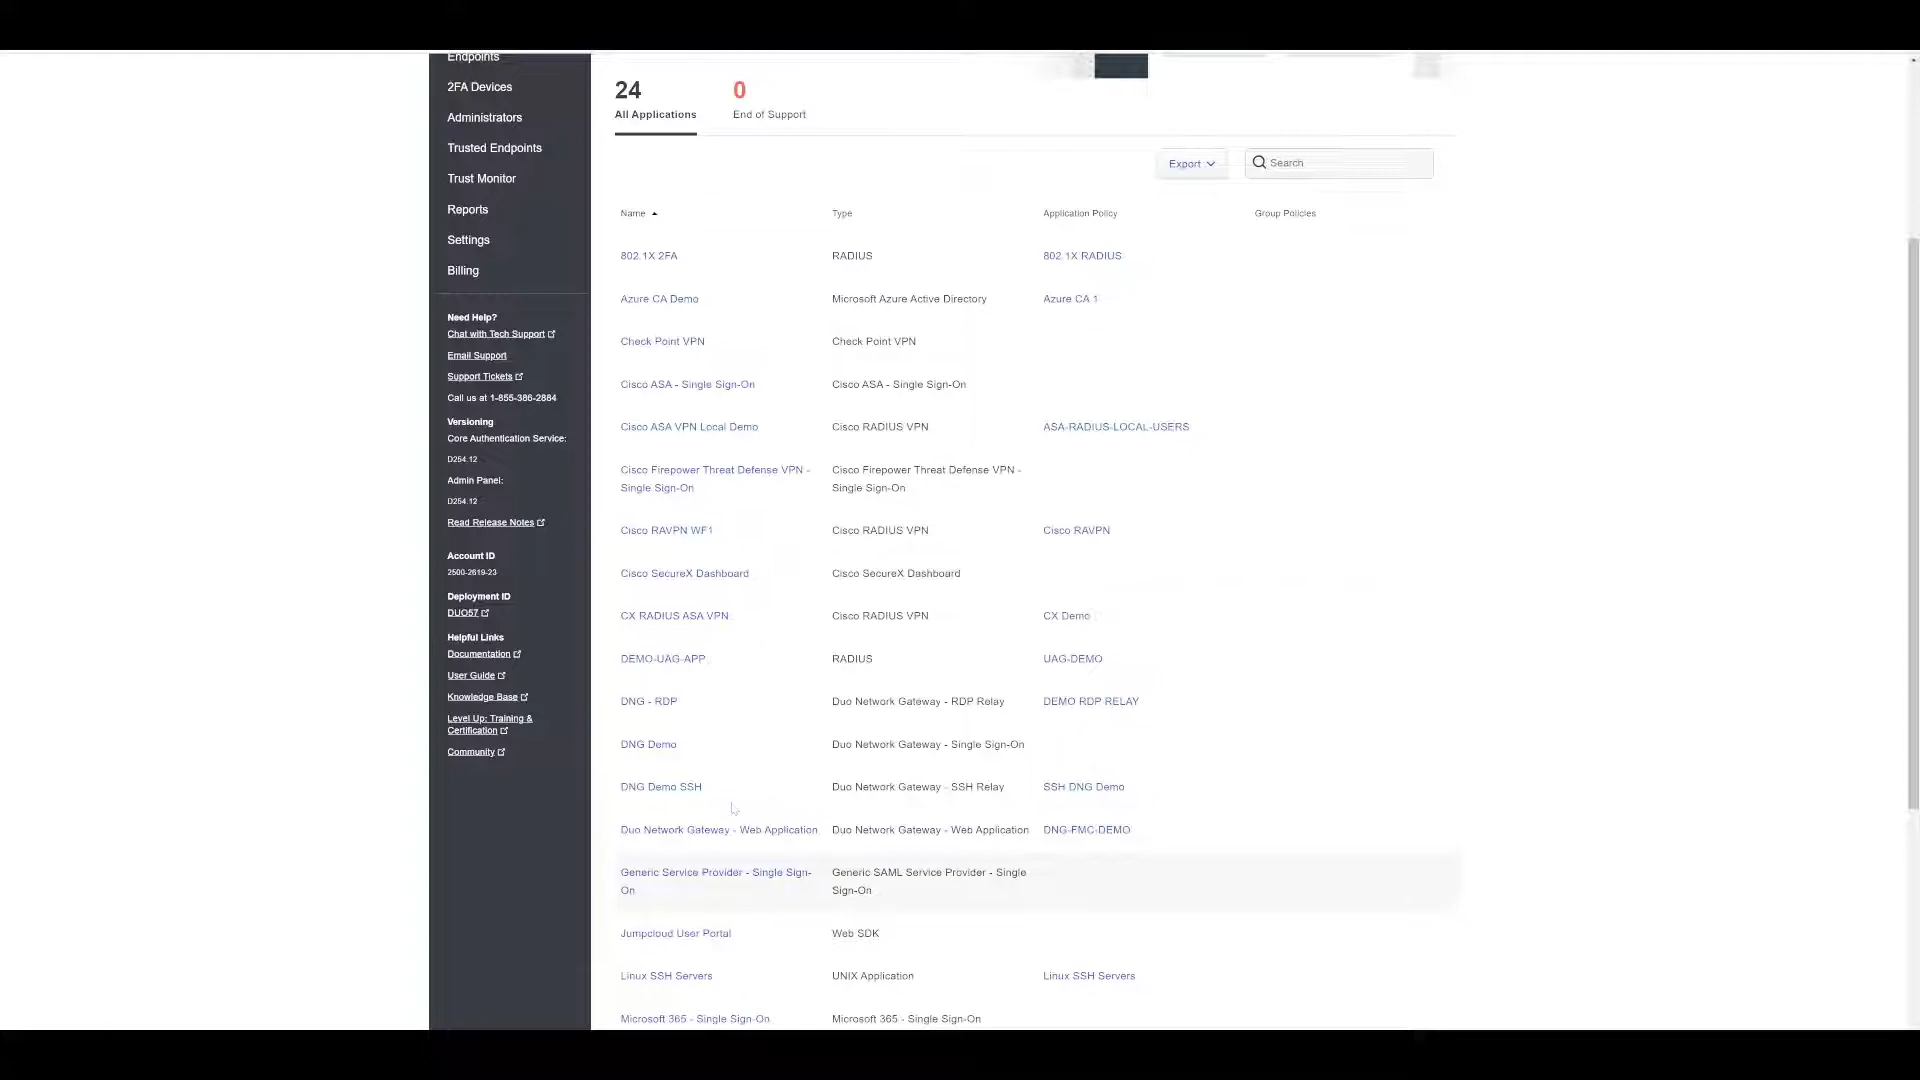 Endpoints
2FA Devices
Administrators
Trusted Endpoints
Trust Monitor
Reports
Settings
Billing
Need Help?
Chat with Tech Support
Email Support
Support Tickets
Call us at 1-855-386-2884
Versioning
Core Authentication Service:
D254.12
Admin Panel:
D254.12
Read Release Notes
Account ID
2500-2619-23
Deployment ID
DUO57
Helpful Links
Documentation
User Guide
Knowledge Base
Level Up: Training &
Certification
Community
24 0
All Applications End of Support
Export Search
Name Type Application Policy Group Policies
802.1X 2FA RADIUS 802.1X RADIUS
Azure CA Demo Microsoft Azure Active Directory Azure CA 1
Check Point VPN Check Point VPN
Cisco ASA - Single Sign-On Cisco ASA - Single Sign-On
Cisco ASA VPN Local Demo Cisco RADIUS VPN ASA-RADIUS-LOCAL-USERS
Cisco Firepower Threat Defense VPN - Cisco Firepower Threat Defense VPN -
Single Sign-On Single Sign-On
Cisco RAVPN WF1 Cisco RADIUS VPN Cisco RAVPN
Cisco SecureX Dashboard Cisco SecureX Dashboard
CX RADIUS ASA VPN Cisco RADIUS VPN CX Demo
DEMO-UAG-APP RADIUS UAG-DEMO
DNG - RDP Duo Network Gateway - RDP Relay DEMO RDP RELAY
DNG Demo Duo Network Gateway - Single Sign-On
DNG Demo SSH Duo Network Gateway - SSH Relay SSH DNG Demo
Duo Network Gateway - Web Application Duo Network Gateway - Web Application DNG-FMC-DEMO
Generic Service Provider - Single Sign- Generic SAML Service Provider - Single
On Sign-On
Jumpcloud User Portal Web SDK
Linux SSH Servers UNIX Application Linux SSH Servers
Microsoft 365 - Single Sign-On Microsoft 365 - Single Sign-On